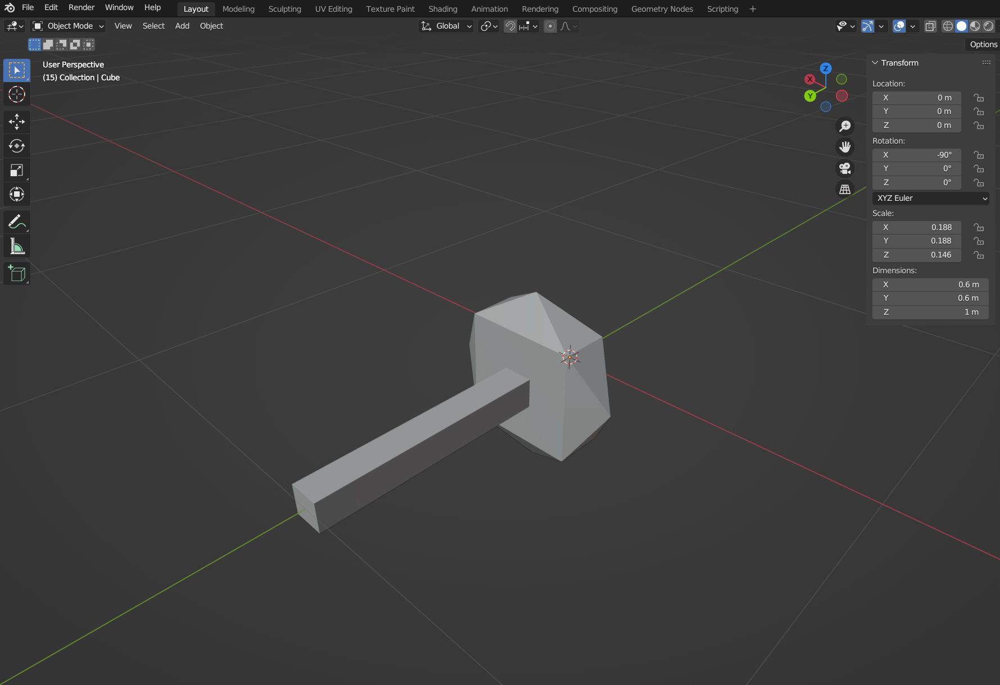 File Edit Render Window Help Layout Modeling Sculpting UV Editing Texture Paint Shading Animation Rendering Compositing Geometry Nodes Scripting +
Object Mode View Select Add Object Global
Options
User Perspective
(15) Collection | Cube
Z
X
Y
Transform
Location:
X 0 m
Y 0 m
Z 0 m
Rotation:
X -90°
Y 0°
Z 0°
XYZ Euler
Scale:
X 0.188
Y 0.188
Z 0.146
Dimensions:
X 0.6 m
Y 0.6 m
Z 1 m